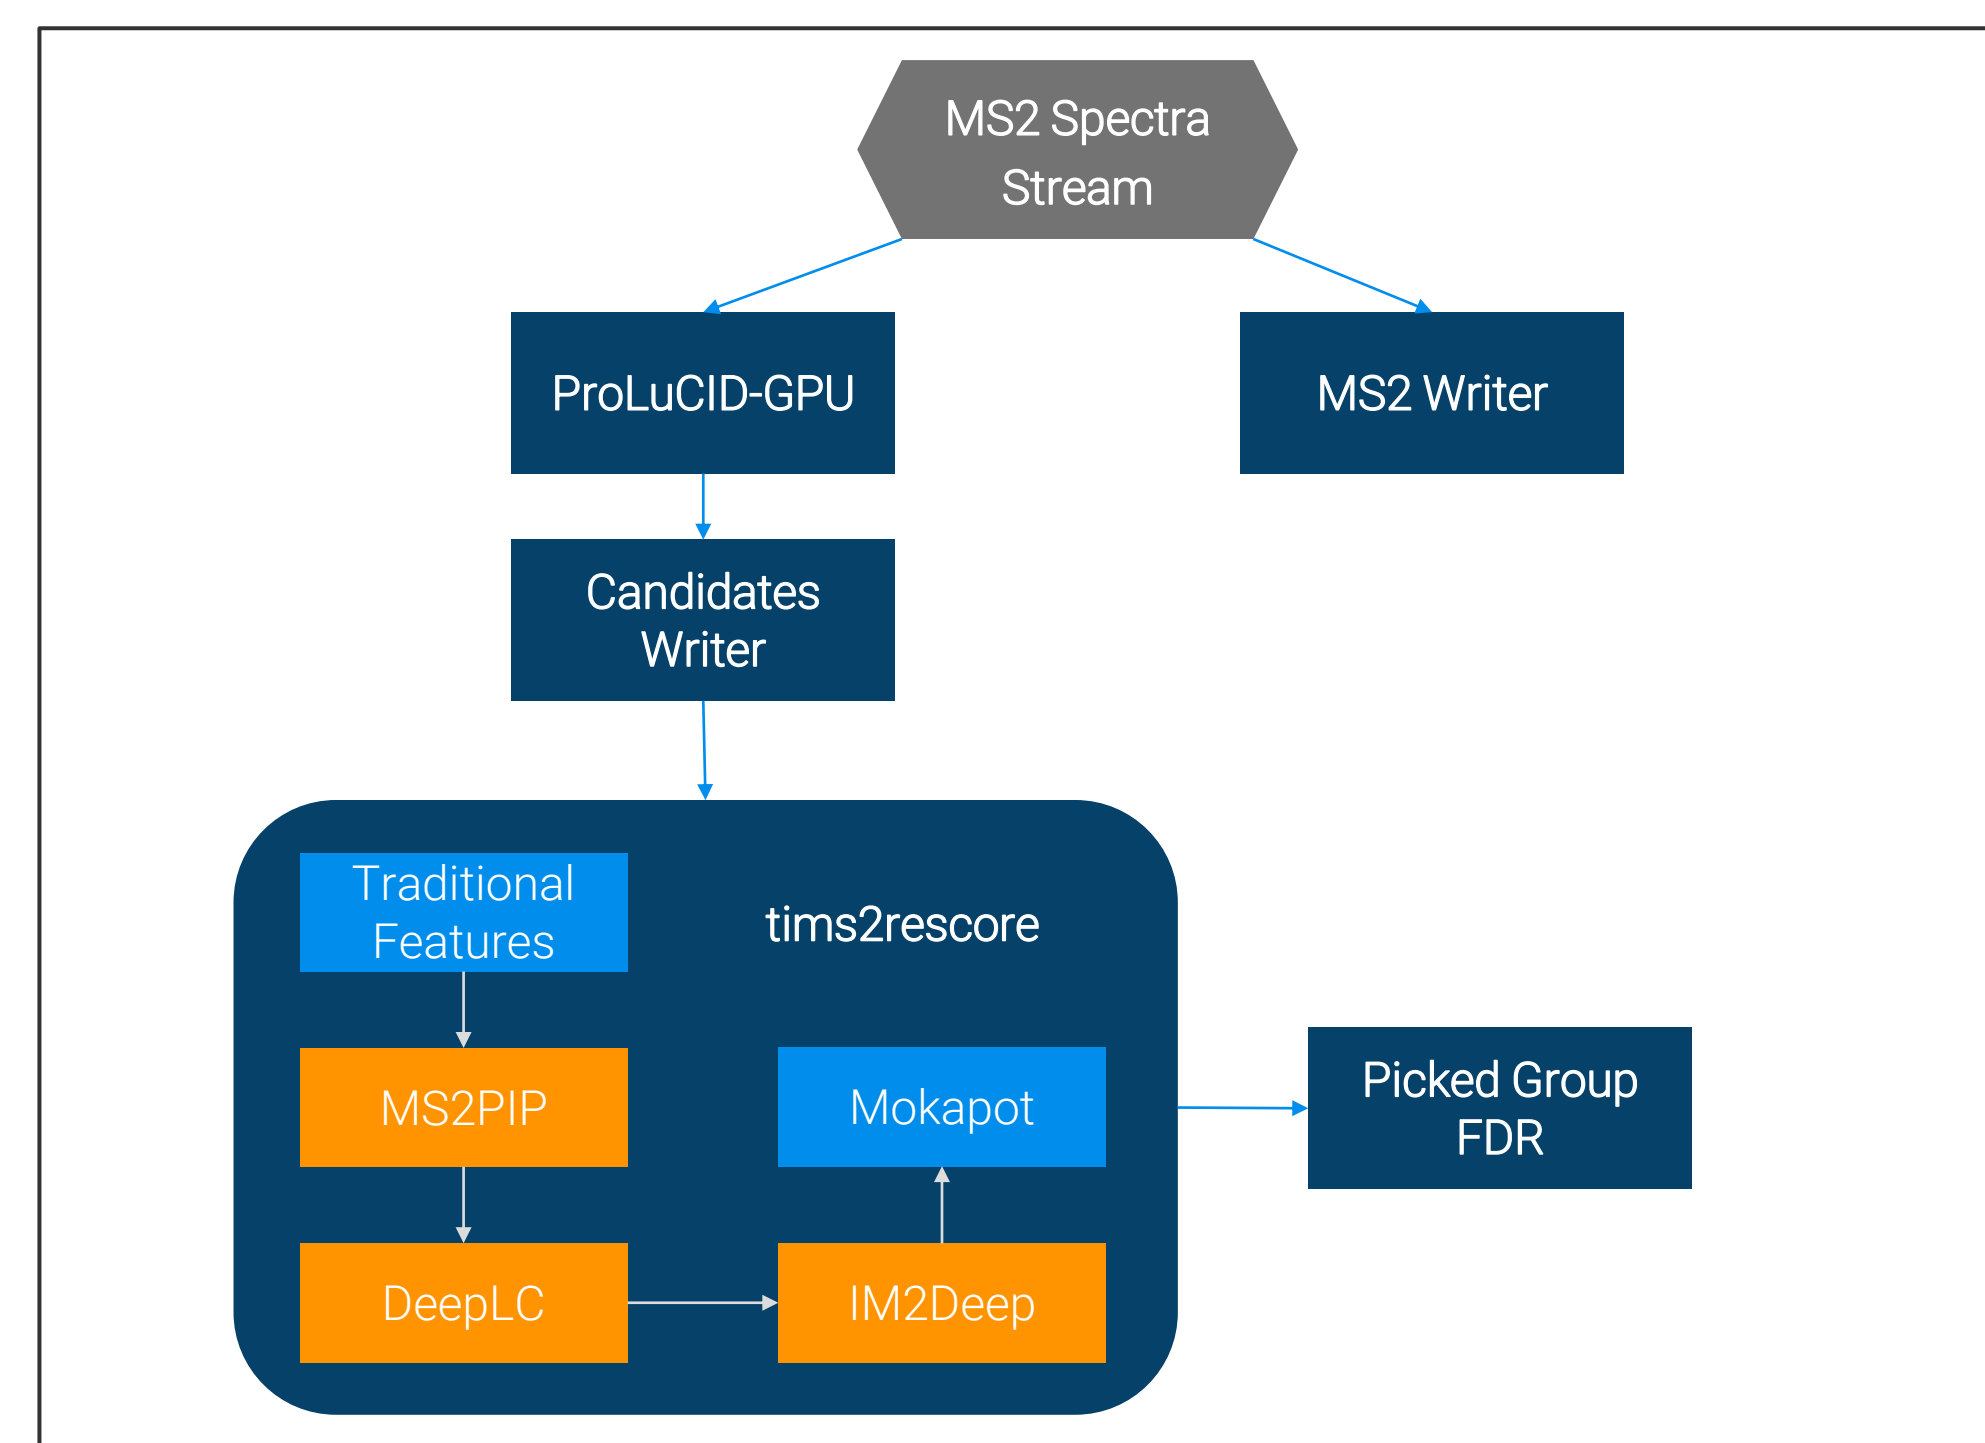 MS2 Spectra
Stream
ProLuCID-GPU
MS2 Writer
Candidates
Writer
Traditional
Features
tims2rescore
MS2PIP
Mokapot
Picked Group
FDR
DeepLC
IM2Deep